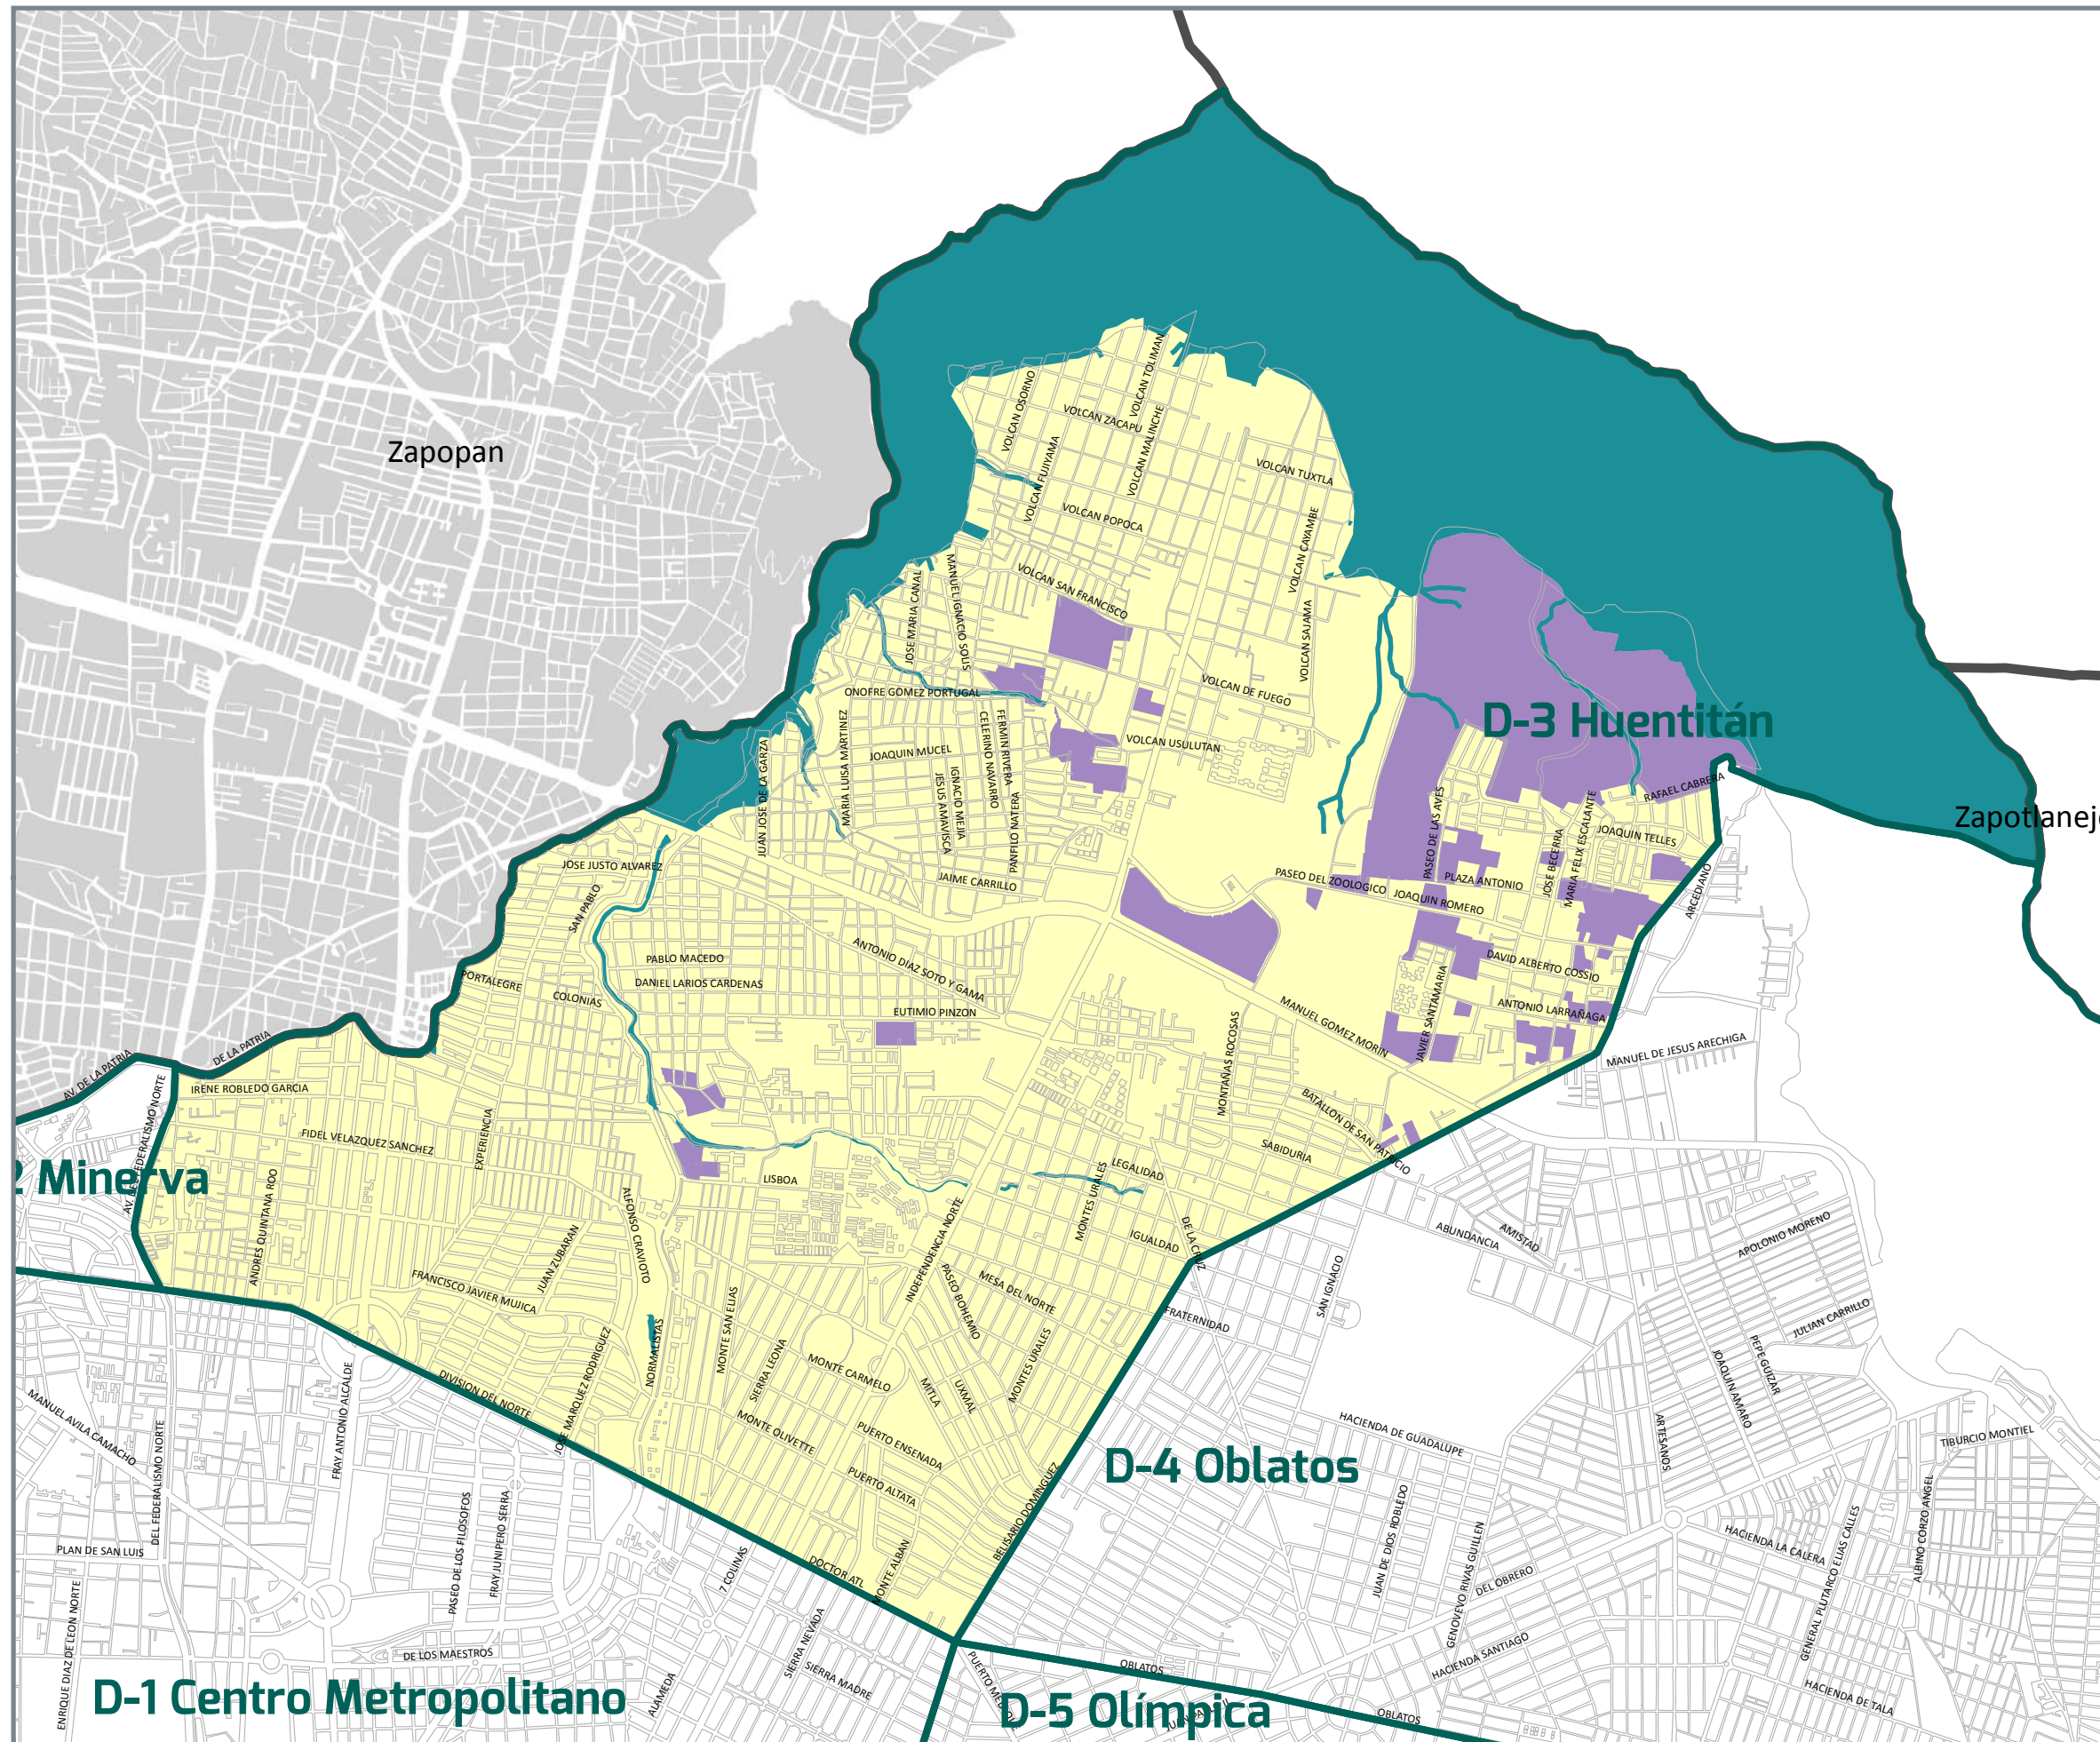 VOLCAN TOLIMAN
VOLCAN OSORNO
VOLCAN ZACAPU
VOLCAN MALINCHE
Zapopan
VOLCAN FUJIYAMA
VOLCAN TUXTLA
VOLCAN POPOCA
VOLCAN CAYAMBE
VOLCAN SAN FRANCISCO
MANUEL IGNACIO SOLIS
JOSE MARIA CANAL
VOLCAN SAJAMA
ONOFRE GOMEZ PORTUGAL
VOLCAN DE FUEGO
D-3 Huentitán
FERMIN RIVERA
CELERINO NAVARRO
MARIA LUISA MARTINEZ
JUAN JOSE DE LA GARZA
JOAQUIN MUCEL
VOLCAN USULUTAN
IGNACIO MEJIA
JESUS AMAVISCA
PANFILO NATERA
RAFAEL CABRERA
Zapotlanej
PASEO DE LAS AVES
JOSE BECERRA
MARIA FELIX ESCALANTE
JOAQUIN TELLES
JOSE JUSTO ALVAREZ
SAN PABLO
JAIME CARRILLO
PASEO DEL ZOOLOGICO
PLAZA ANTONIO
JOAQUIN ROMERO
ARCEDIANO
PABLO MACEDO
ANTONIO DIAZ SOTO Y GAMA
DAVID ALBERTO COSSIO
PORTALEGRE
DANIEL LARIOS CARDENAS
COLONIAS
EUTIMIO PINZON
MANUEL GOMEZ MORIN
JAVIER SANTAMARIA
ANTONIO LARRAÑAGA
MONTAÑAS ROCOSAS
MANUEL DE JESUS ARECHIGA
AV. DE LA PATRIA
DE LA PATRIA
IRENE ROBLEDO GARCIA
AV. DEL FEDERALISMO NORTE
EXPERIENCIA
FIDEL VELAZQUEZ SANCHEZ
BATALLON DE SAN PATRICIO
SABIDURIA
2 Minerva
LISBOA
LEGALIDAD
MONTES URALES
ANDRES QUINTANA ROO
ALFONSO CRAVIOTO
JUAN ZUBARAN
INDEPENDENCIA NORTE
IGUALDAD
DE LA CRUZ
ABUNDANCIA
AMISTAD
APOLONIO MORENO
FRANCISCO JAVIER MUJICA
PASEO BOHEMIO
MESA DEL NORTE
SAN IGNACIO
FRATERNIDAD
JULIAN CARRILLO
MONTE SAN ELIAS
NORMALISTAS
SIERRA LEONA
MONTE CARMELO
MONTES URALES
MITLA
UXMAL
PEPE GUIZAR
JOAQUIN AMARO
JOSE MARQUEZ RODRIGUEZ
DIVISION DEL NORTE
MANUEL AVILA CAMACHO
FRAY ANTONIO ALCALDE
DEL FEDERALISMO NORTE
MONTE OLIVETTE
PUERTO ENSENADA
PUERTO ALTATA
HACIENDA DE GUADALUPE
ARTESANOS
TIBURCIO MONTIEL
D-4 Oblatos
BELISARIO DOMINGUEZ
JUAN DE DIOS ROBLEDO
GENOVEVO RIVAS GUILLEN
ALBINO CORZO ANGEL
GENERAL PLUTARCO ELIAS CALLES
HACIENDA LA CALERA
PLAN DE SAN LUIS
PASEO DE LOS FILOSOFOS
FRAY JUNIPERO SERRA
7 COLINAS
DOCTOR ATL
MONTE ALBAN
DEL OBRERO
ENRIQUE DIAZ DE LEON NORTE
DE LOS MAESTROS
SIERRA NEVADA
SIERRA MADRE
ALAMEDA
OBLATOS
HACIENDA SANTIAGO
HACIENDA DE TALA
D-1 Centro Metropolitano
D-5 Olímpica
OBLATOS